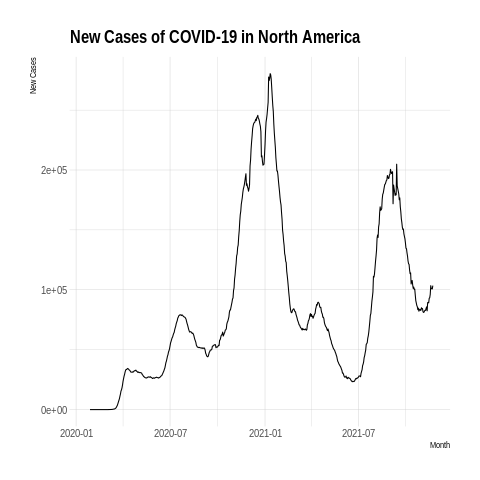 New Cases of COVID-19 in North America
New Cases
2e+05
1e+05
0e+00
2020-01 2020-07 2021-01 2021-07
Month